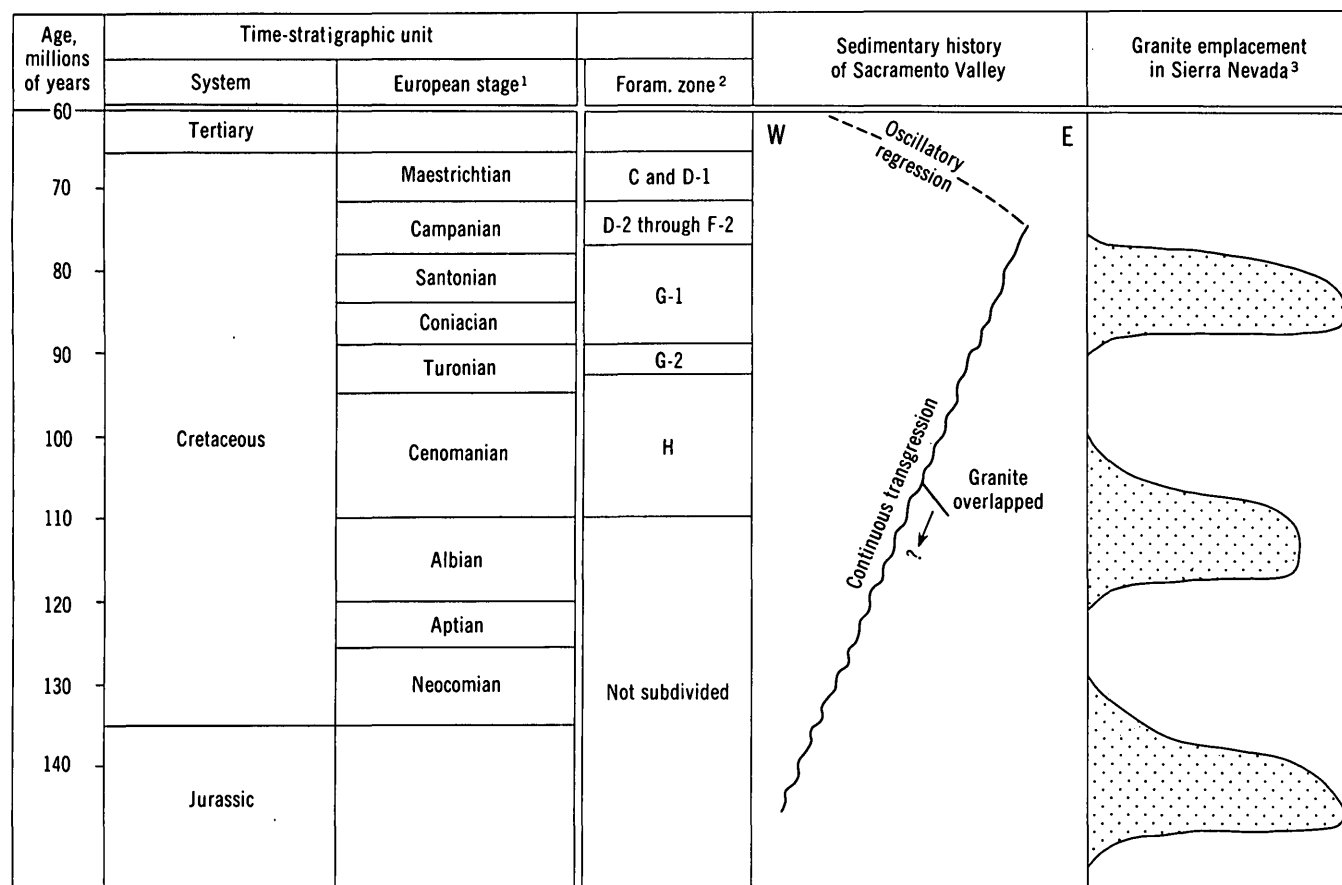 Age,
millions
of years
Time-stratigraphic unit
System
European stage1
Foram. zone2
Sedimentary history
of Sacramento Valley
Granite emplacement
in Sierra Nevada3
60
70
80
90
100
110
120
130
140
Tertiary
Cretaceous
Jurassic
Maestrichtian
Campanian
Santonian
Coniacian
Turonian
Cenomanian
Albian
Aptian
Neocomian
C and D-1
D-2 through F-2
G-1
G-2
H
Not subdivided
W
E
Oscillatory
regression
Continuous transgression
Granite
overlapped
?